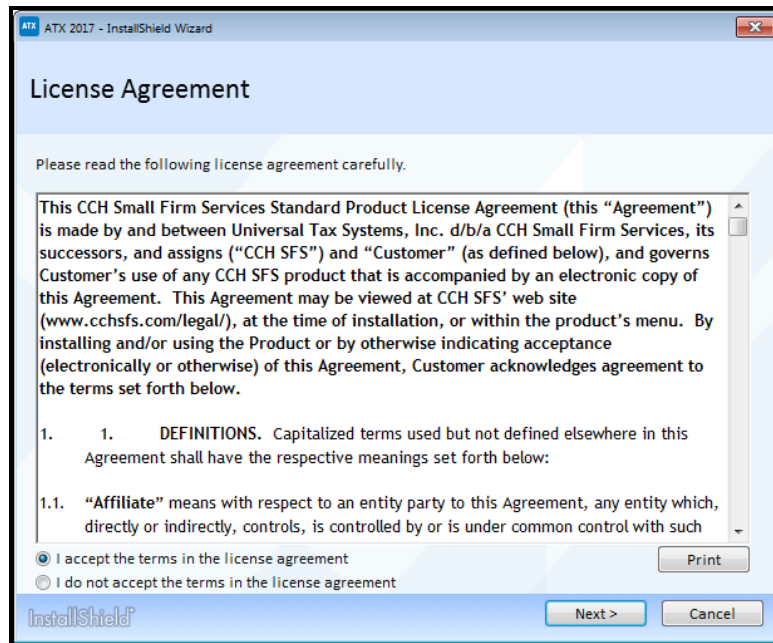 ATX ATX 2017 - InstallShield Wizard
License Agreement
Please read the following license agreement carefully.
This CCH Small Firm Services Standard Product License Agreement (this “Agreement”)
is made by and between Universal Tax Systems, Inc. d/b/a CCH Small Firm Services, its
successors, and assigns (“CCH SFS”) and “Customer” (as defined below), and governs
Customer’s use of any CCH SFS product that is accompanied by an electronic copy of
this Agreement. This Agreement may be viewed at CCH SFS’ web site
(www.cchsfs.com/legal/), at the time of installation, or within the product’s menu. By
installing and/or using the Product or by otherwise indicating acceptance
(electronically or otherwise) of this Agreement, Customer acknowledges agreement to
the terms set forth below.
1. 1. DEFINITIONS. Capitalized terms used but not defined elsewhere in this
Agreement shall have the respective meanings set forth below:
1.1. “Affiliate” means with respect to an entity party to this Agreement, any entity which,
directly or indirectly, controls, is controlled by or is under common control with such
I accept the terms in the license agreement
Print
I do not accept the terms in the license agreement
InstallShield
Next >
Cancel